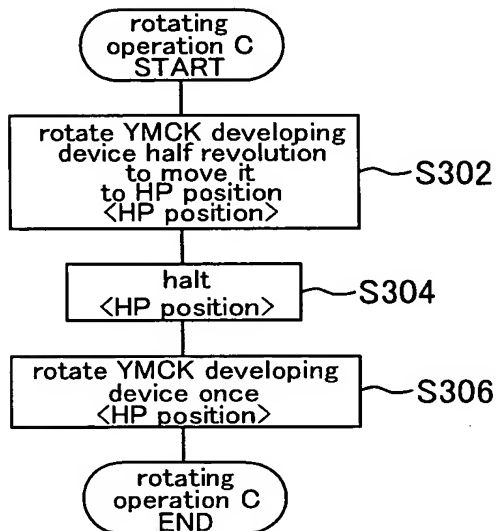 rotating
operation C
START
rotate YMCK developing
device half revolution
to move it
to HP position
<HP position>
S302
halt
<HP position>
S304
rotate YMCK developing
device once
<HP position>
S306
rotating
operation C
END